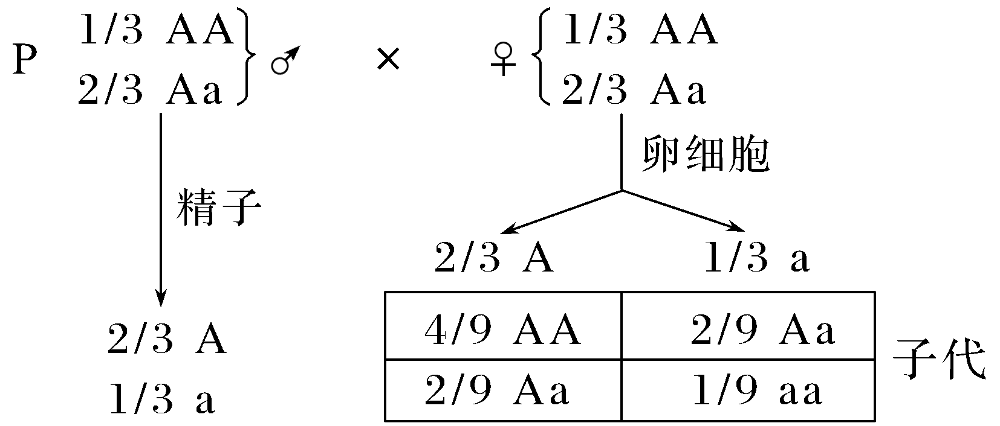 P 1/3 AA ♂ × ♀ 1/3 AA
2/3 Aa 2/3 Aa
卵细胞
精子
2/3 A 1/3 a
4/9 AA 2/9 Aa
2/3 A
子代
2/9 Aa 1/9 aa
1/3 a